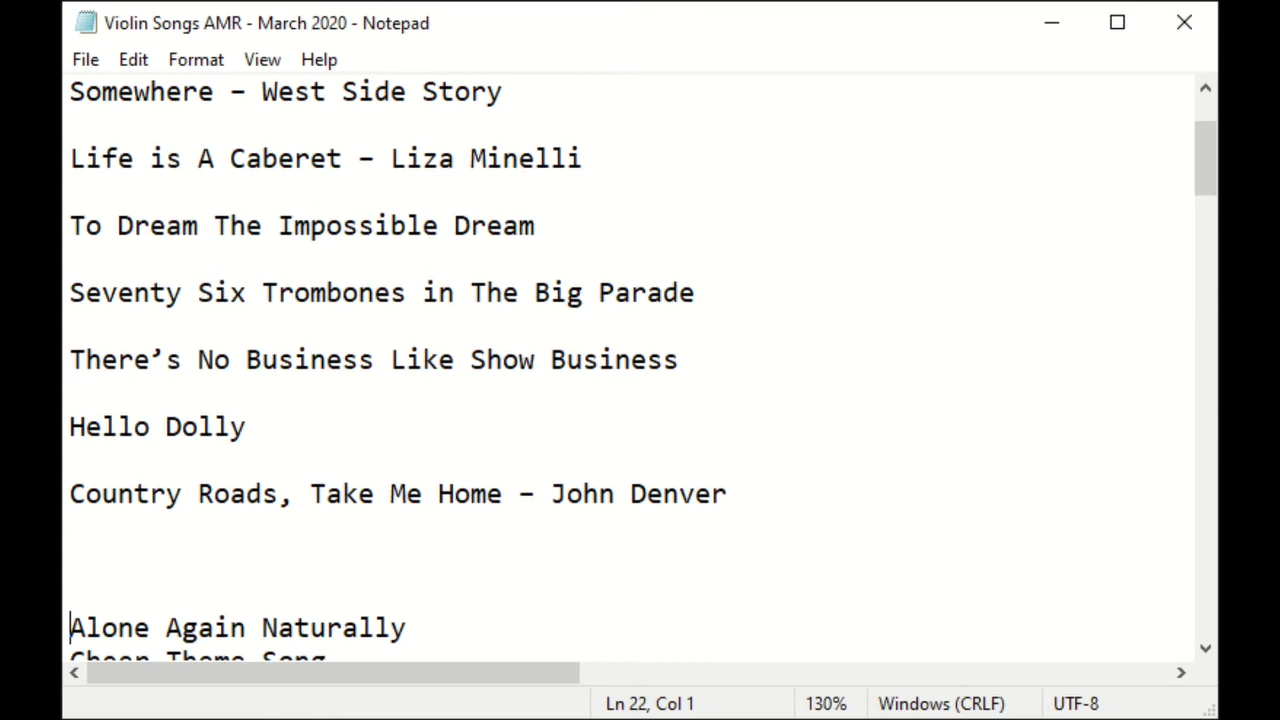 Violin Songs AMR - March 2020 - Notepad
File Edit Format View Help
Somewhere – West Side Story
Life is A Caberet – Liza Minelli
To Dream The Impossible Dream
Seventy Six Trombones in The Big Parade
There’s No Business Like Show Business
Hello Dolly
Country Roads, Take Me Home – John Denver
Alone Again Naturally
Theme Song
Ln 22, Col 1 130% Windows (CRLF) UTF-8